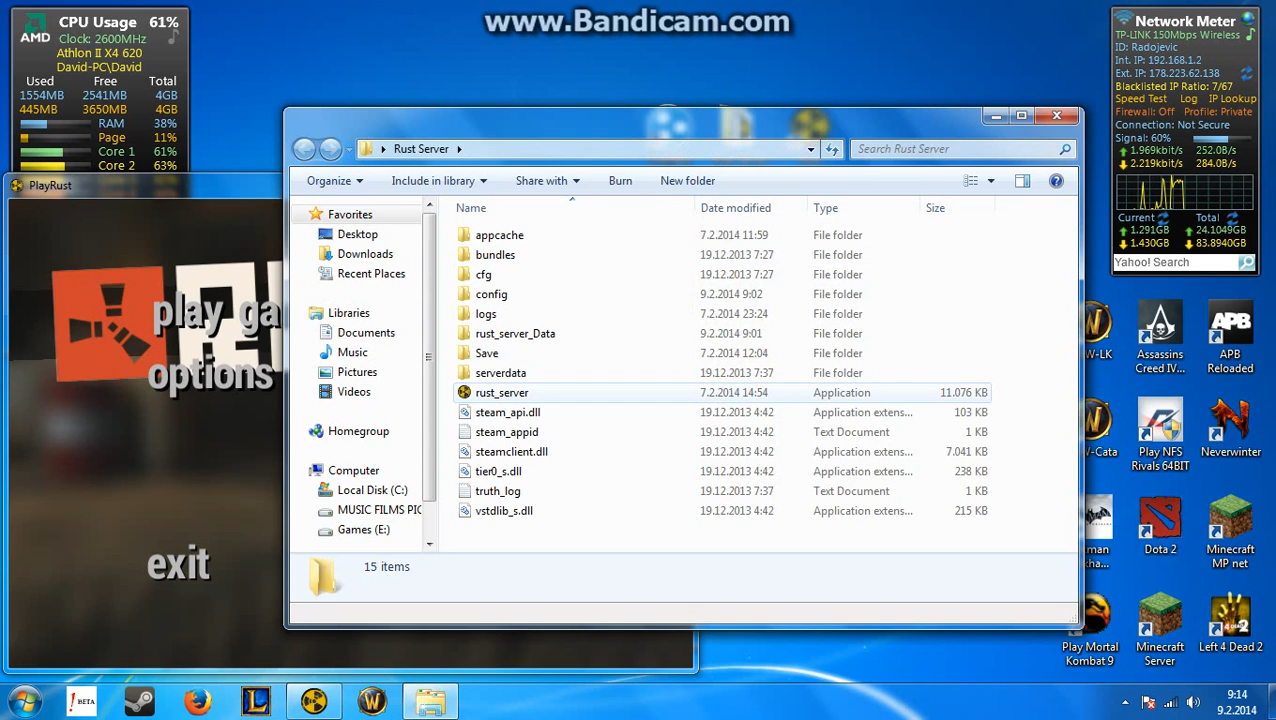 www.Bandicam.com
AMD
CPU Usage 61%
Clock: 2600MHz
Athlon II X4 620
David-PC\David
Used Free Total
1554MB 2541MB 4GB
445MB 3650MB 4GB
RAM 38%
Page 11%
Core 1 61%
Core 2 63%
Network Meter
TP-LINK 150Mbps Wireless
ID: Radojevic
Int. IP: 192.168.1.2
Ext. IP: 178.223.62.138
Blacklisted IP Ratio: 7/67
Speed Test Log IP Lookup
Firewall: Off Profile: Private
Connection: Not Secure
Signal: 60%
1.969kbit/s 252.0B/s
2.219kbit/s 284.0B/s
Current Total
1.291GB 24.1049GB
1.430GB 83.8940GB
Yahoo! Search
PlayRust
play ga
options
exit
Rust Server
Search Rust Server
Organize Include in library Share with Burn New folder
Favorites
Desktop
Downloads
Recent Places
Libraries
Documents
Music
Pictures
Videos
Homegroup
Computer
Local Disk (C:)
MUSIC FILMS PIC
Games (E:)
Name Date modified Type Size
appcache 7.2.2014 11:59 File folder
bundles 19.12.2013 7:27 File folder
cfg 19.12.2013 7:27 File folder
config 9.2.2014 9:02 File folder
logs 7.2.2014 23:24 File folder
rust_server_Data 9.2.2014 9:01 File folder
Save 7.2.2014 12:04 File folder
serverdata 19.12.2013 7:37 File folder
rust_server 7.2.2014 14:54 Application 11.076 KB
steam_api.dll 19.12.2013 4:42 Application extens... 103 KB
steam_appid 19.12.2013 4:42 Text Document 1 KB
steamclient.dll 19.12.2013 4:42 Application extens... 7.041 KB
tier0_s.dll 19.12.2013 4:42 Application extens... 238 KB
truth_log 19.12.2013 7:37 Text Document 1 KB
vstdlib_s.dll 19.12.2013 4:42 Application extens... 215 KB
15 items
W-LK
Assassins
Creed IV...
APB
APB
Reloaded
W-Cata
Play NFS
Rivals 64BIT
Neverwinter
man
kha...
Dota 2
Minecraft
MP net
Play Mortal
Kombat 9
Minecraft
Server
Left 4 Dead 2
! BETA
L
W
9:14
9.2.2014